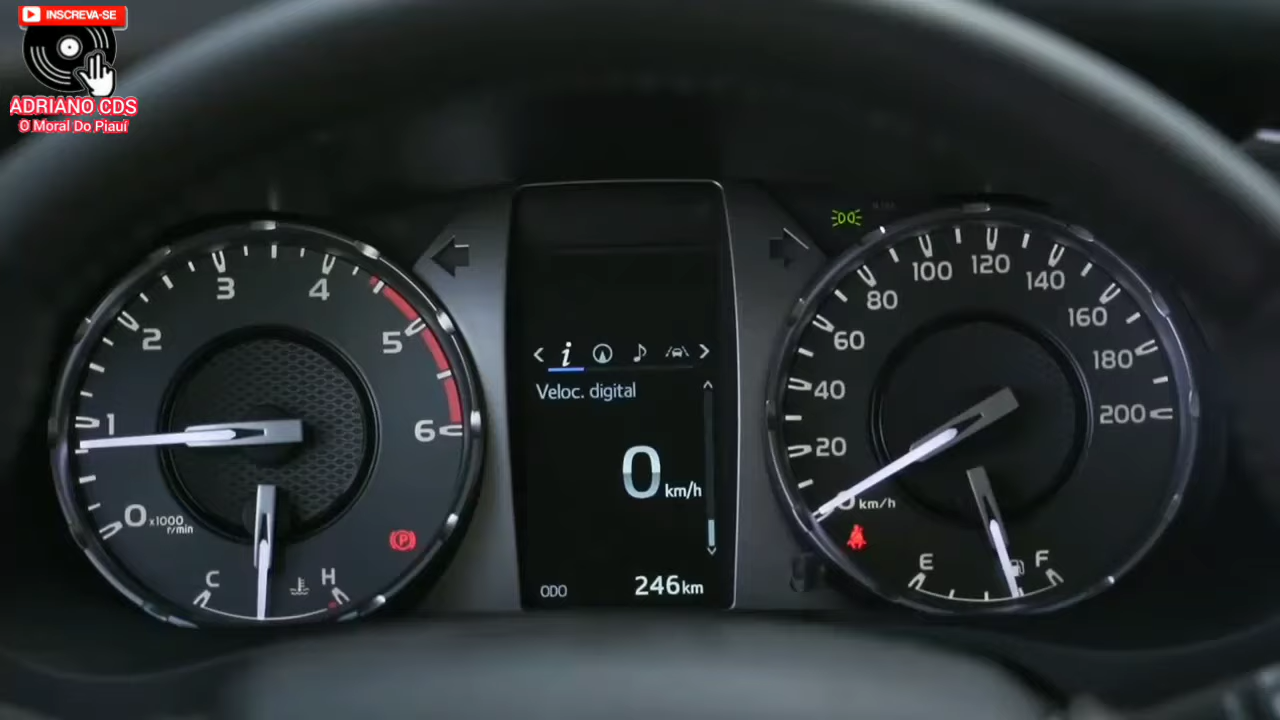 INSCREVA-SE
ADRIANO CDS
O Moral Do Piauí
0
1
2
3
4
5
6
x1000
r/min
C
H
P
Veloc. digital
0 km/h
ODO 246km
0 km/h
20
40
60
80
100
120
140
160
180
200
E
F